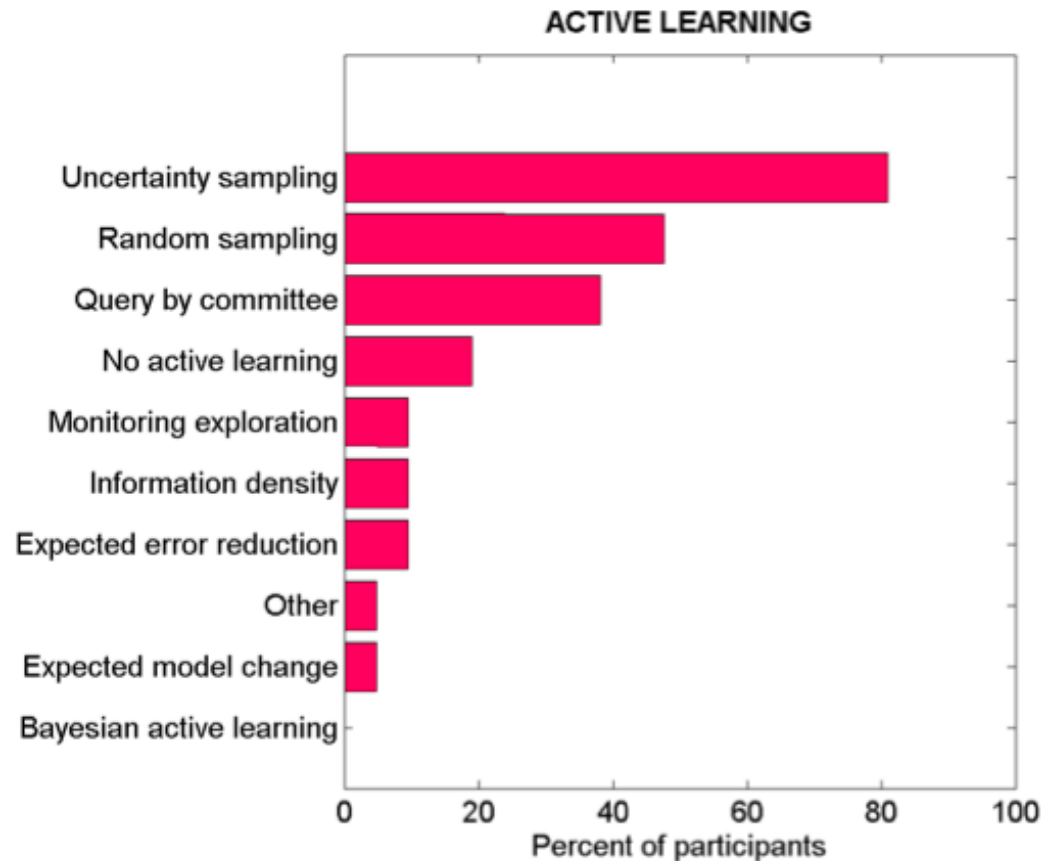 ACTIVE LEARNING
Uncertainty sampling
Random sampling
Query by committee
No active learning
Monitoring exploration
Information density
Expected error reduction
Other
Expected model change
Bayesian active learning
0 20 40 60 80 100
Percent of participants